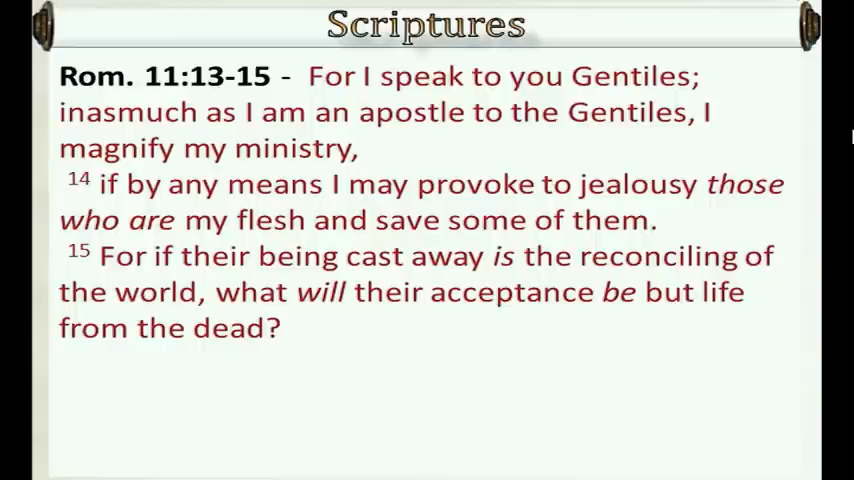 Scriptures
Rom. 11:13-15 - For I speak to you Gentiles;
inasmuch as I am an apostle to the Gentiles, I
magnify my ministry,
14 if by any means I may provoke to jealousy those
who are my flesh and save some of them.
15 For if their being cast away is the reconciling of
the world, what will their acceptance be but life
from the dead?